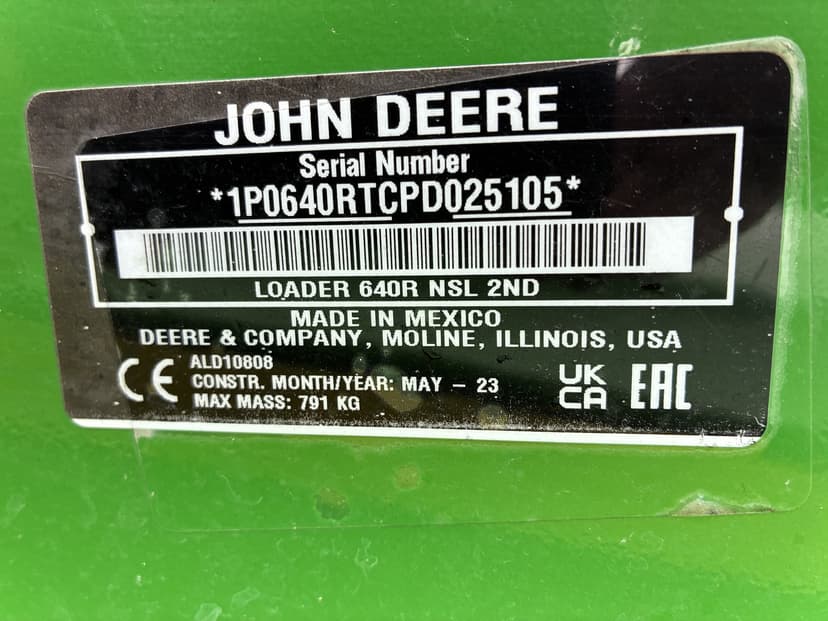 JOHN DEERE
Serial Number
*1P0640RTCPD025105*
LOADER 640R NSL 2ND
MADE IN MEXICO
DEERE & COMPANY, MOLINE, ILLINOIS, USA
CE ALD10808
CONSTR. MONTH/YEAR: MAY - 23
MAX MASS: 791 KG
UK
CA
EAC